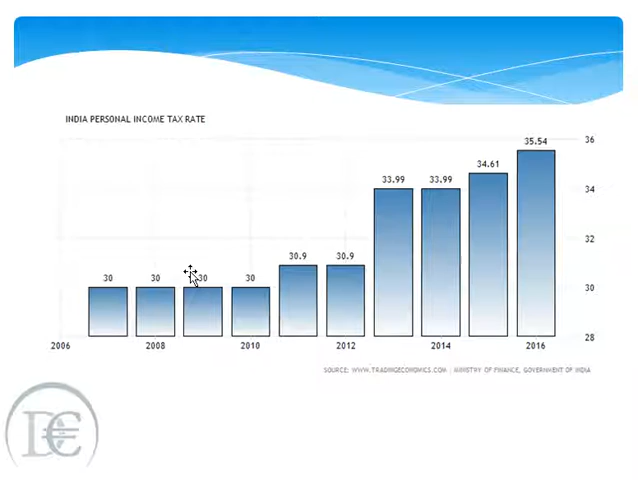 INDIA PERSONAL INCOME TAX RATE
35.54 36
34.61
33.99 33.99 34
32
30.9 30.9
30 30 30 30 30
28
2006 2008 2010 2012 2014 2016
SOURCE: WWW.TRADINGECONOMICS.COM | MINISTRY OF FINANCE, GOVERNMENT OF INDIA